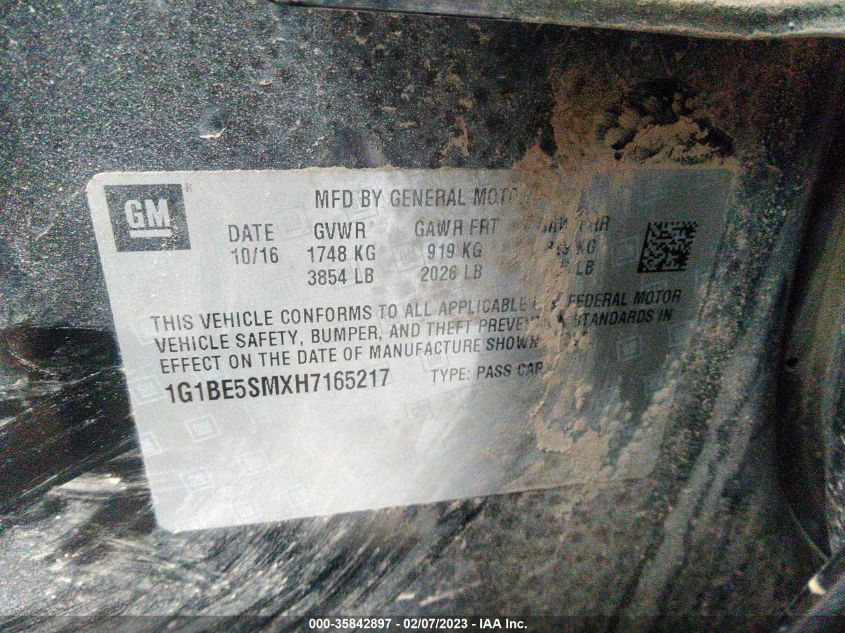 GM ®
MFD BY GENERAL
DATE GVWR GAWR FRT
10/16 1748 KG 919 KG KG
3854 LB 2026 LB LB
THIS VEHICLE CONFORMS TO ALL APPLICABLE FEDERAL MOTOR
VEHICLE SAFETY, BUMPER, AND THEFT STANDARDS IN
EFFECT ON THE DATE OF MANUFACTURE SHOWN
1G1BE5SMXH7165217 TYPE: PASS CAR
000-35842897 - 02/07/2023 - IAA Inc.